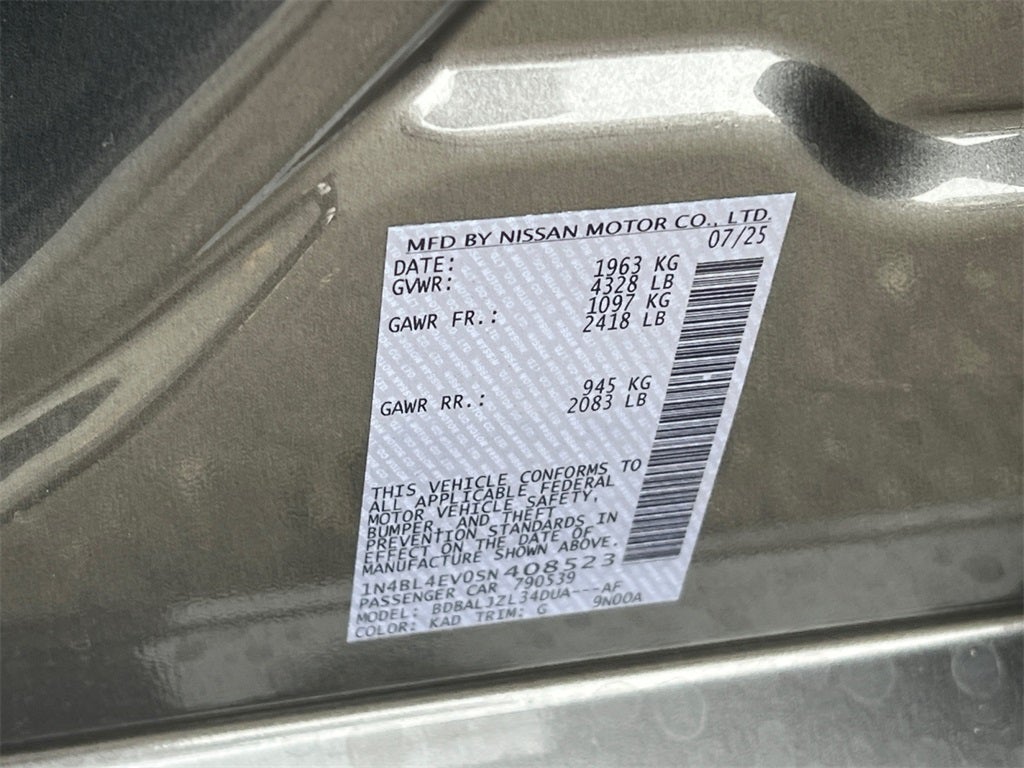 MFD BY NISSAN MOTOR CO., LTD.
DATE: 07/25
GVWR: 1963 KG
4328 LB
GAWR FR.: 1097 KG
2418 LB
GAWR RR.: 945 KG
2083 LB
THIS VEHICLE CONFORMS TO
ALL APPLICABLE FEDERAL
MOTOR VEHICLE SAFETY,
BUMPER, AND THEFT
PREVENTION STANDARDS IN
EFFECT ON THE DATE OF
MANUFACTURE SHOWN ABOVE.
1N4BL4EV0SN408523
PASSENGER CAR 790539
MODEL: BDBALJZL34DUA---AF
COLOR: KAD TRIM: G 9N00A